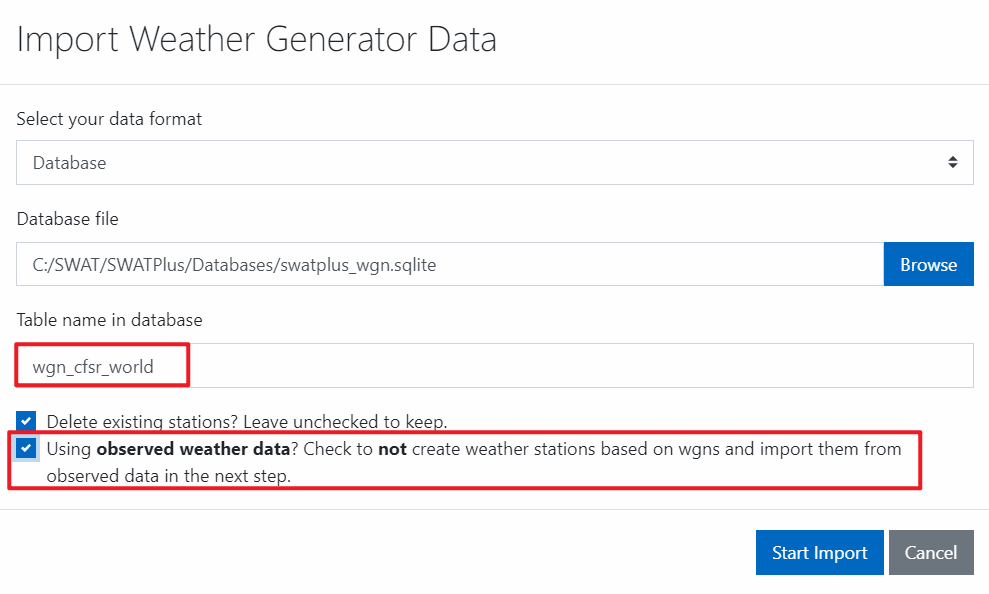 Import Weather Generator Data
Select your data format
Database
Database file
C:/SWAT/SWATPlus/Databases/swatplus_wgn.sqlite
Browse
Table name in database
wgn_cfsr_world
Delete existing stations? Leave unchecked to keep.
Using observed weather data? Check to not create weather stations based on wgns and import them from
observed data in the next step.
Start Import
Cancel